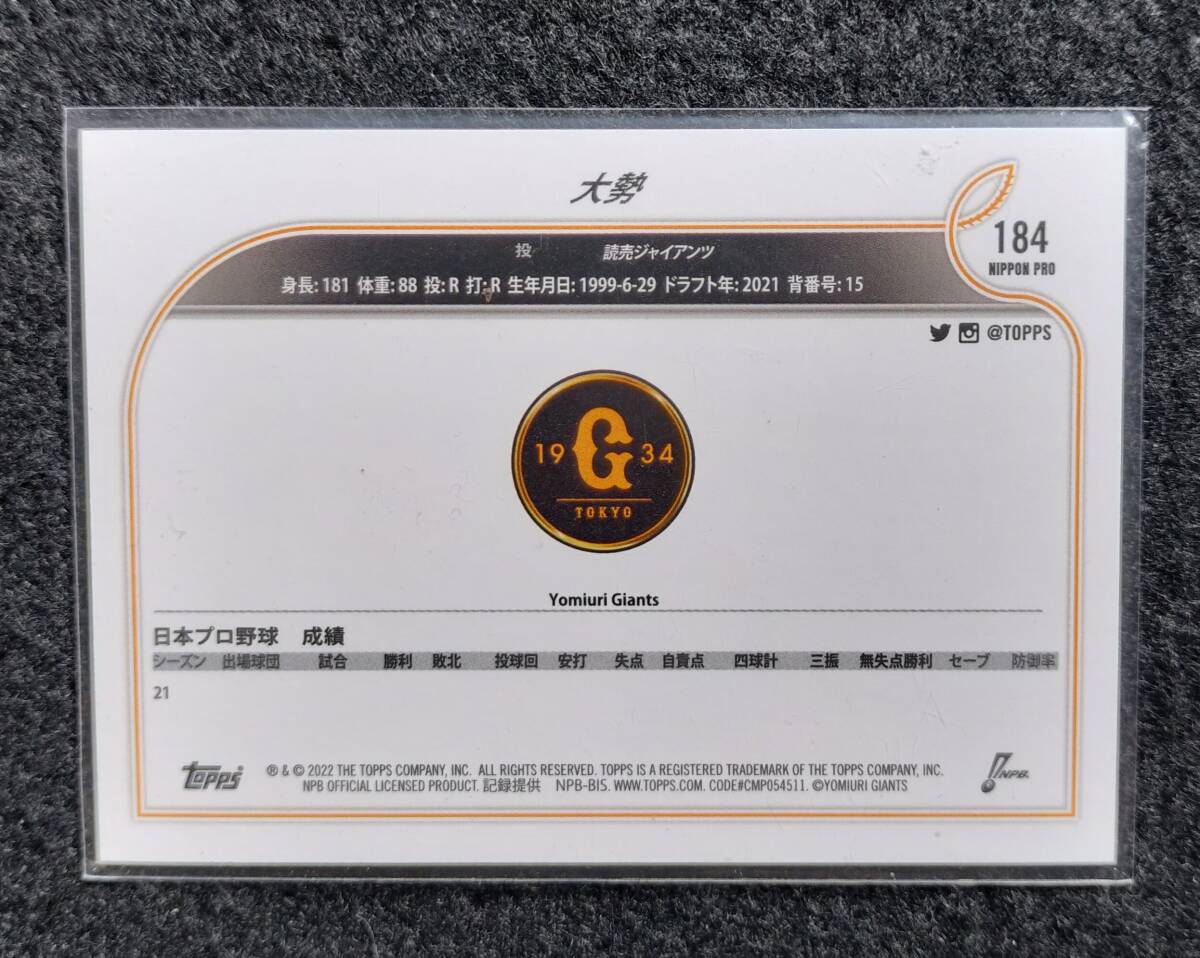 大勢
184
NIPPON PRO
投 読売ジャイアンツ
身長: 181 体重: 88 投: R 打: R 生年月日: 1999-6-29 ドラフト年: 2021 背番号: 15
@TOPPS
19 G 34
TOKYO
Yomiuri Giants
日本プロ野球 成績
シーズン 出場球団 試合 勝利 敗北 投球回 安打 失点 自責点 四球計 三振 無失点勝利 セーブ 防御率
21
topps
® & © 2022 THE TOPPS COMPANY, INC. ALL RIGHTS RESERVED. TOPPS IS A REGISTERED TRADEMARK OF THE TOPPS COMPANY, INC.
NPB OFFICIAL LICENSED PRODUCT. 記録提供 NPB-BIS. WWW.TOPPS.COM. CODE#CMP054511. ©YOMIURI GIANTS
NPB.